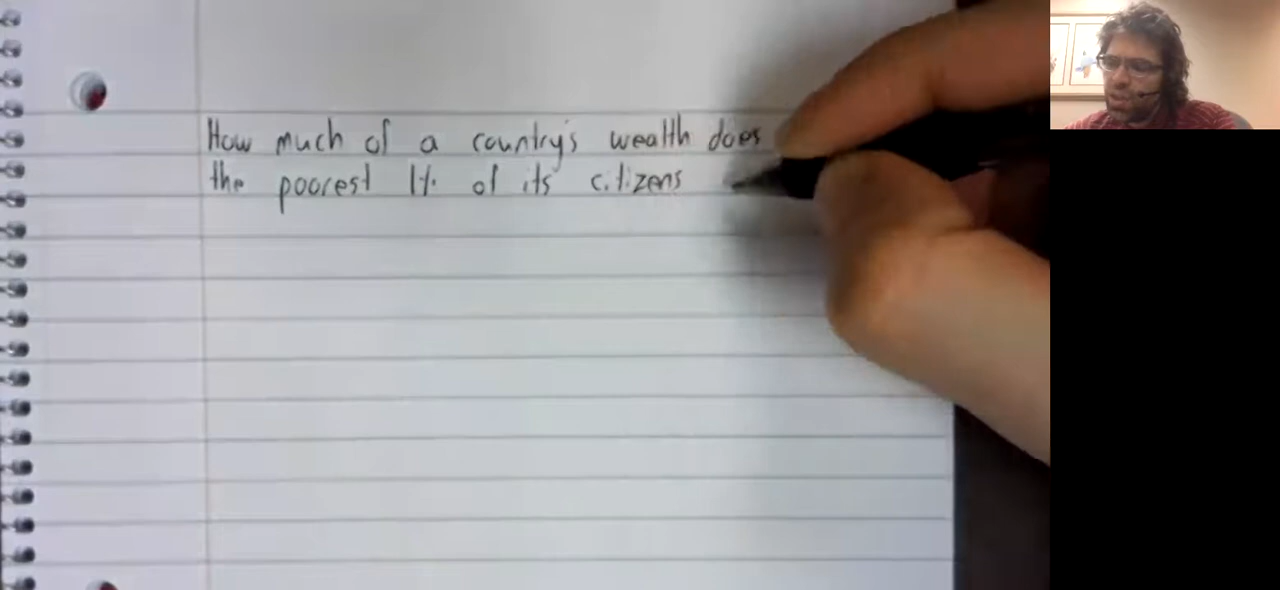 How much of a country's wealth does
the poorest 1% of its citizens